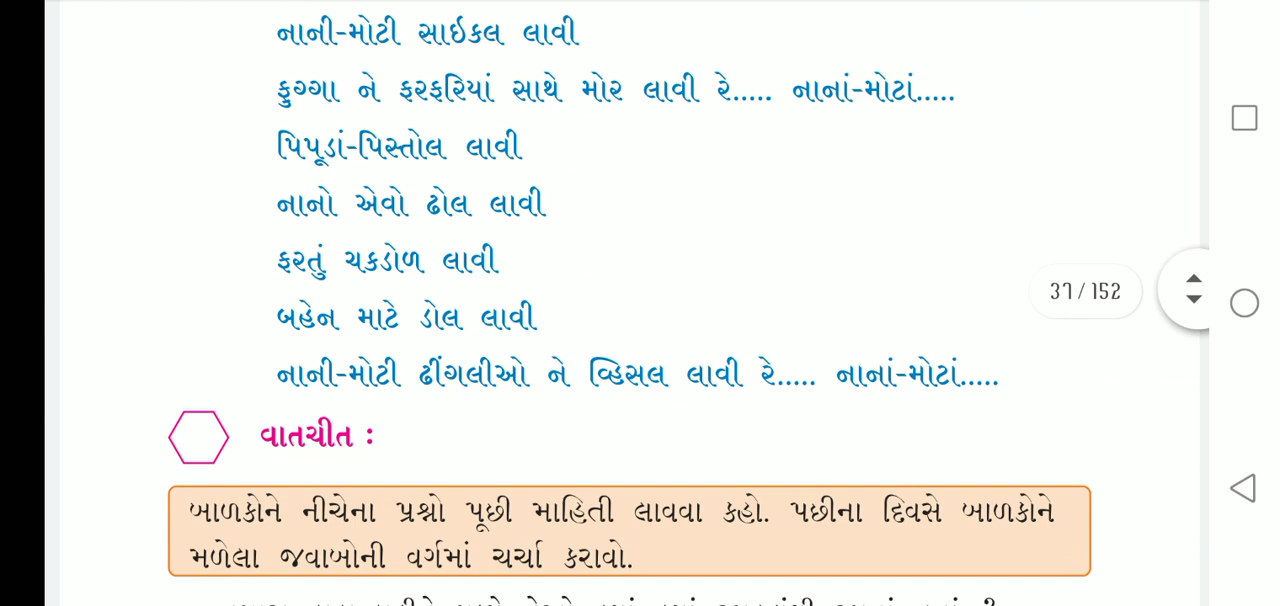 નાની-મોટી સાઇકલ લાવી
ફુગ્ગા ને ફરફરિયાં સાથે મોર લાવી રે..... નાનાં-મોટાં.....
પિપૂડાં-પિસ્તોલ લાવી
નાનો એવો ઢોલ લાવી
ફરતું ચકડોળ લાવી
37 / 152
બહેન માટે ડોલ લાવી
નાની-મોટી ઢીંગલીઓ ને વ્હિસલ લાવી રે..... નાનાં-મોટાં.....
વાતચીત :
બાળકોને નીચેના પ્રશ્નો પૂછી માહિતી લાવવા કહો. પછીના દિવસે બાળકોને
મળેલા જવાબોની વર્ગમાં ચર્ચા કરાવો.